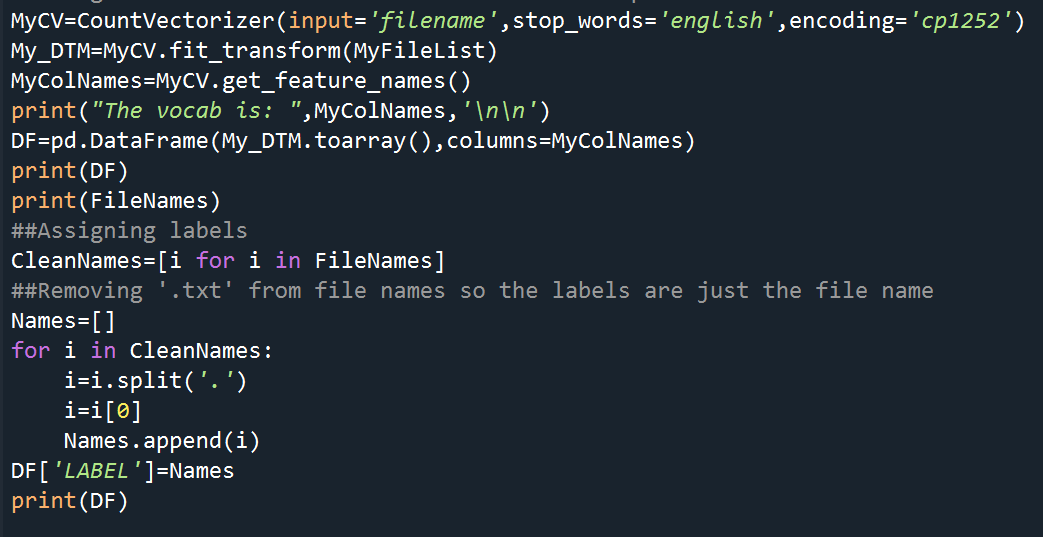 MyCV=CountVectorizer(input='filename',stop_words='english',encoding='cp1252')
My_DTM=MyCV.fit_transform(MyFileList)
MyColNames=MyCV.get_feature_names()
print("The vocab is: ",MyColNames,'\n\n')
DF=pd.DataFrame(My_DTM.toarray(),columns=MyColNames)
print(DF)
print(FileNames)
##Assigning labels
CleanNames=[i for i in FileNames]
##Removing '.txt' from file names so the labels are just the file name
Names=[]
for i in CleanNames:
    i=i.split('.')
    i=i[0]
    Names.append(i)
DF['LABEL']=Names
print(DF)